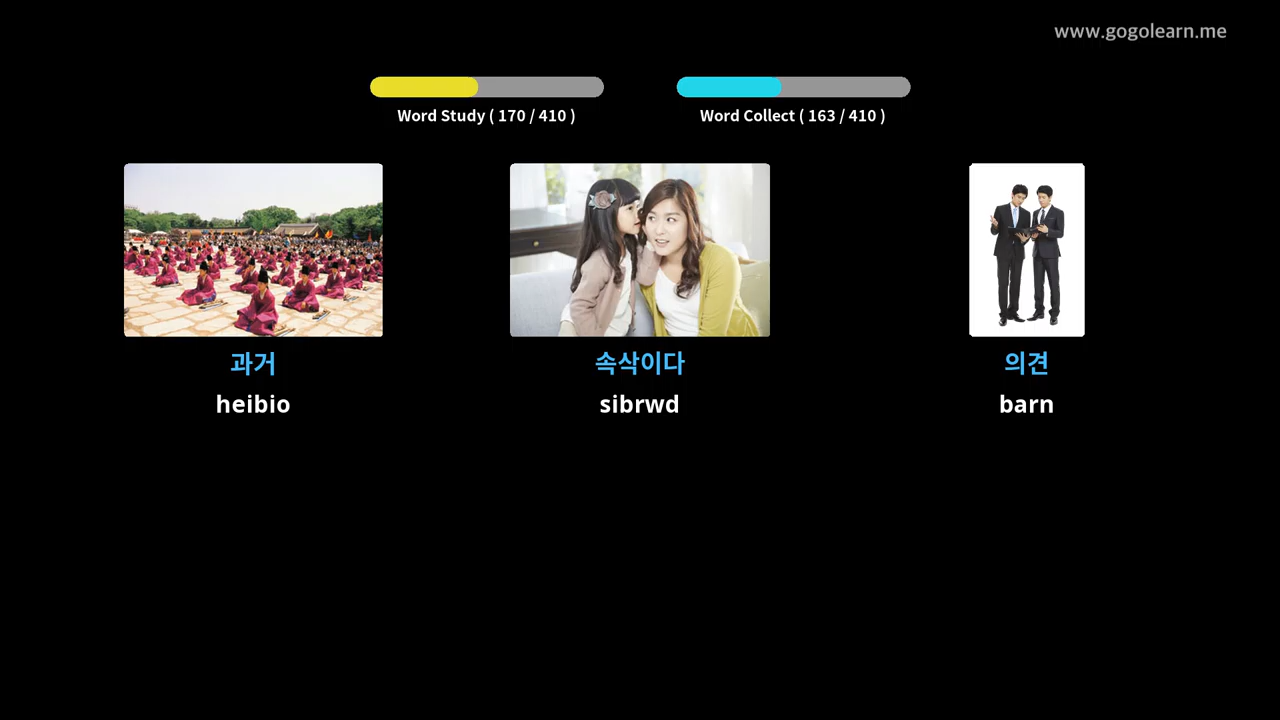 www.gogolearn.me
Word Study ( 170 / 410 )
Word Collect ( 163 / 410 )
과거
속삭이다
의견
heibio
sibrwd
barn